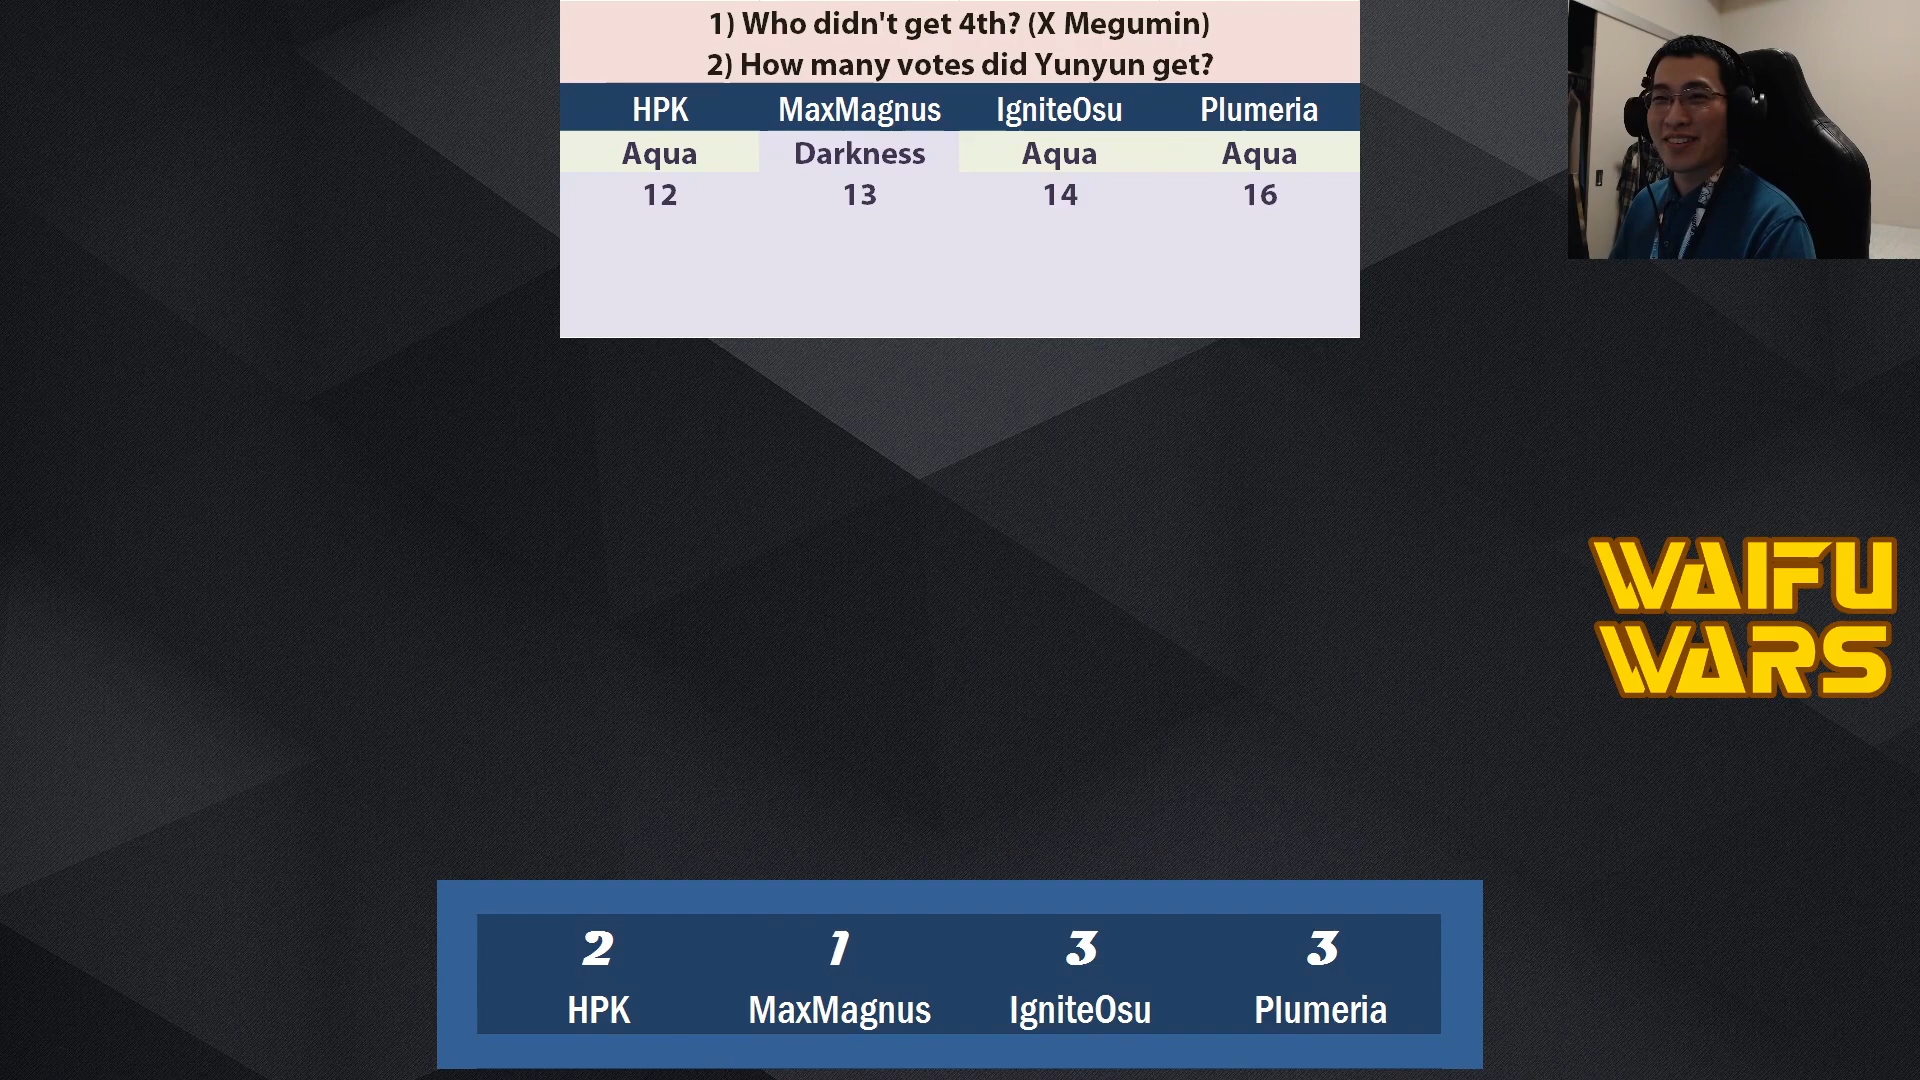 1) Who didn't get 4th? (X Megumin)
2) How many votes did Yunyun get?
HPK MaxMagnus IgniteOsu Plumeria
Aqua Darkness Aqua Aqua
12 13 14 16
WAIFU
WARS
2 1 3 3
HPK MaxMagnus IgniteOsu Plumeria